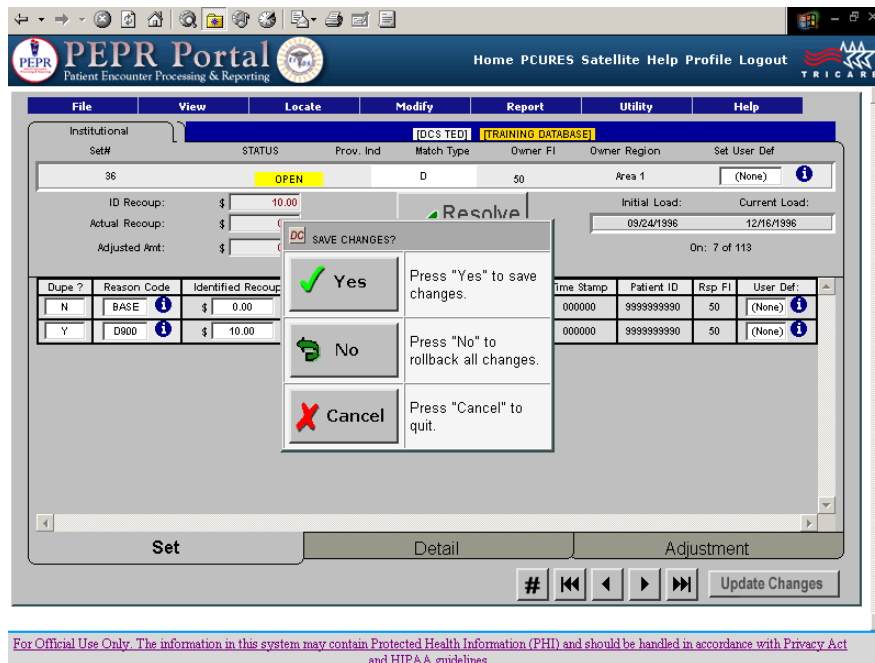 PEPR
PEPR Portal
Patient Encounter Processing & Reporting
Home PCURES Satellite Help Profile Logout
TRICAR
File View Locate Modify Report Utility Help
Institutional
[DCS TED] [TRAINING DATABASE]
Set# STATUS Prov. Ind Match Type Owner FI Owner Region Set User Def
36 OPEN D 50 Area 1 (None)
ID Recoup: $ 10.00
Resolve
Initial Load: Current Load:
Actual Recoup: $
09/24/1996 12/16/1996
Adjusted Amt: $
On: 7 of 113
DC SAVE CHANGES?
Yes
Press "Yes" to save
changes.
No
Press "No" to
rollback all changes.
Cancel
Press "Cancel" to
quit.
Dupe ? Reason Code Identified Recoup Time Stamp Patient ID Rsp FI User Def:
N BASE $ 0.00 000000 9999999990 50 (None)
Y D900 $ 10.00 000000 9999999990 50 (None)
Set Detail Adjustment
# Update Changes
For Official Use Only. The information in this system may contain Protected Health Information (PHI) and should be handled in accordance with Privacy Act
and HIPAA guidelines